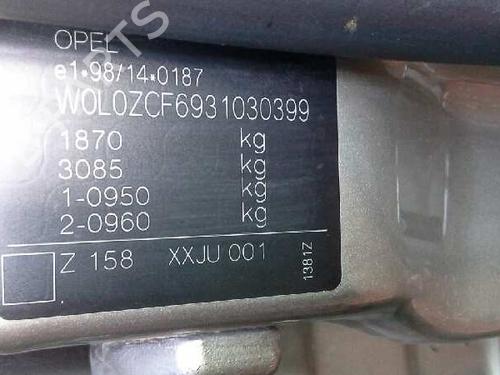 OPEL
e1*98/14*0187
W0L0ZCF6931030399
1870 kg
3085 kg
1-0950 kg
2-0960 kg
Z 158 XXJU 001
1381Z